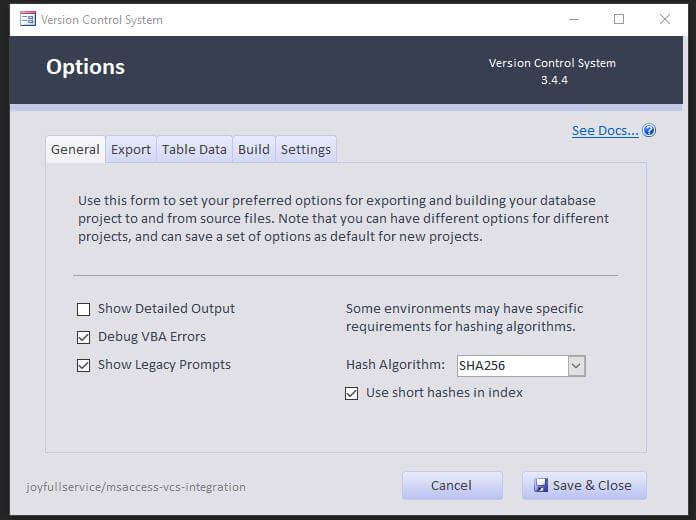 Version Control System
Options
Version Control System
3.4.4
See Docs...
General Export Table Data Build Settings
Use this form to set your preferred options for exporting and building your database
project to and from source files. Note that you can have different options for different
projects, and can save a set of options as default for new projects.
Show Detailed Output
Debug VBA Errors
Show Legacy Prompts
Some environments may have specific
requirements for hashing algorithms.
Hash Algorithm: SHA256
Use short hashes in index
joyfullservice/msaccess-vcs-integration
Cancel
Save & Close